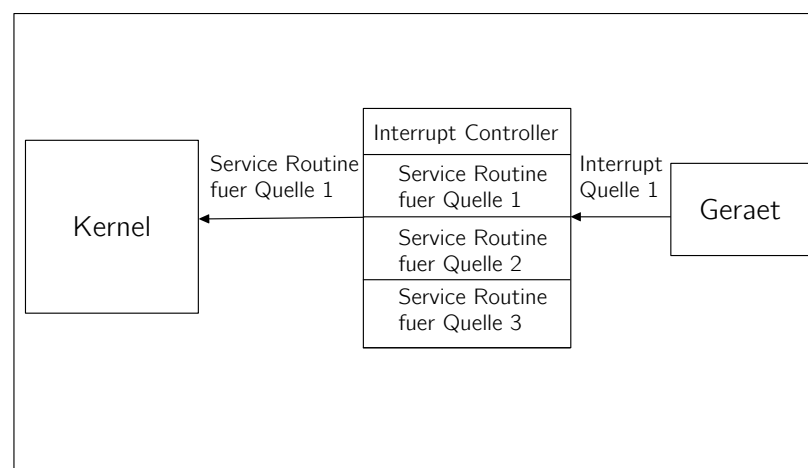 Kernel
Service Routine
fuer Quelle 1
Interrupt Controller
Service Routine
fuer Quelle 1
Service Routine
fuer Quelle 2
Service Routine
fuer Quelle 3
Interrupt
Quelle 1
Geraet